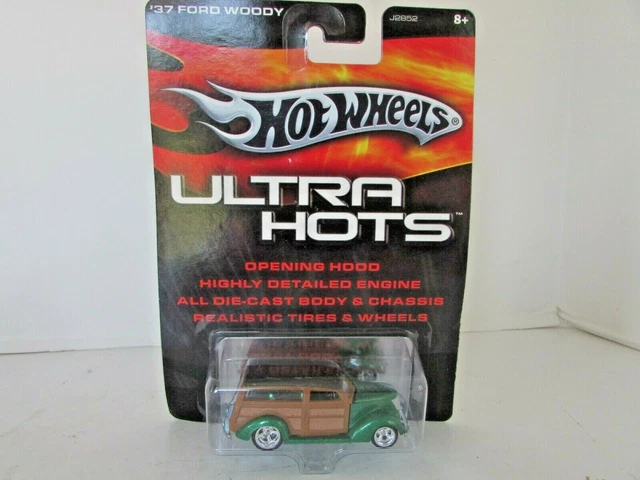 '37 FORD WOODY
J2852
8+
HOT WHEELS®
ULTRA
HOTS™
OPENING HOOD
HIGHLY DETAILED ENGINE
ALL DIE-CAST BODY & CHASSIS
REALISTIC TIRES & WHEELS